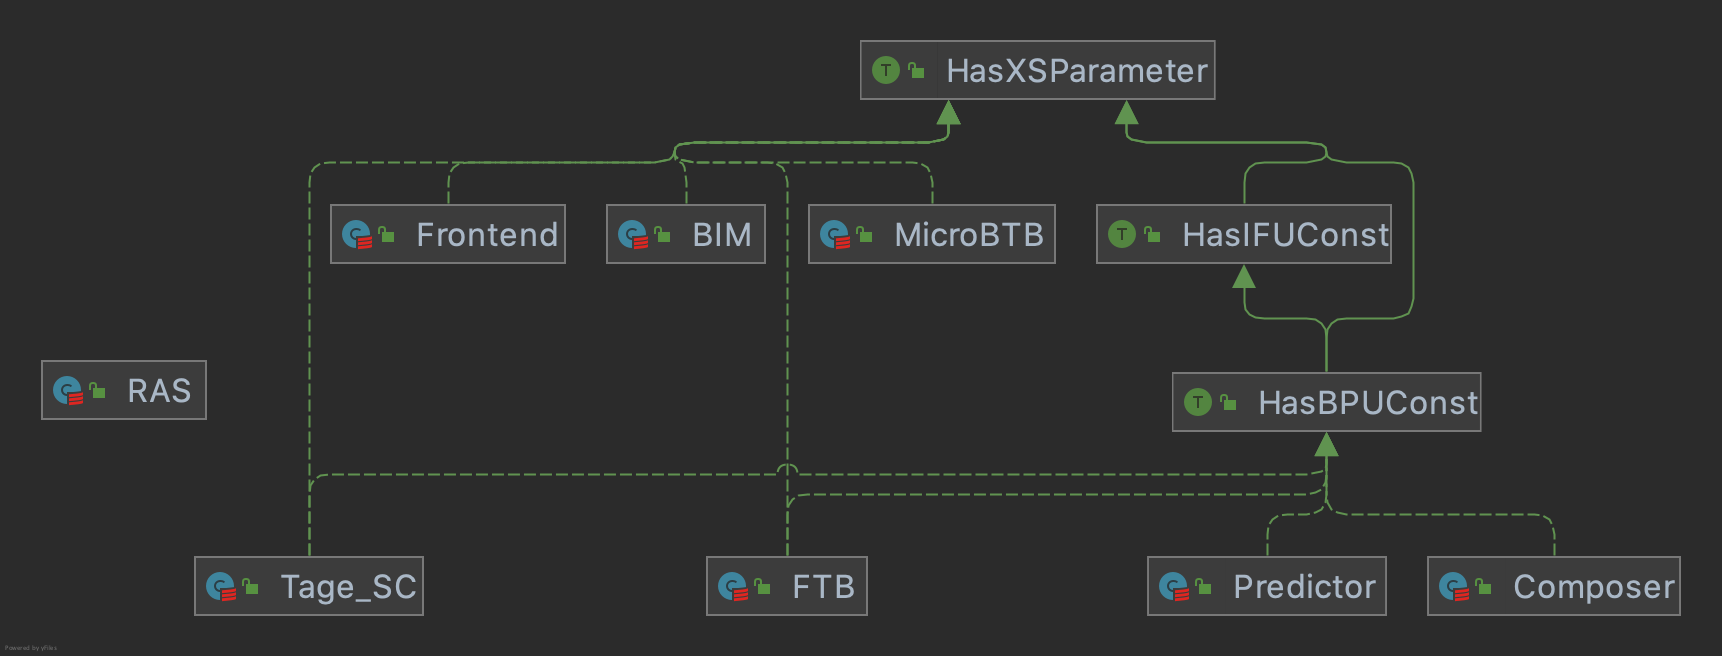 HasXSParameter
Frontend
BIM
MicroBTB
HasIFUConst
RAS
HasBPUConst
Tage_SC
FTB
Predictor
Composer
Powered by yFiles